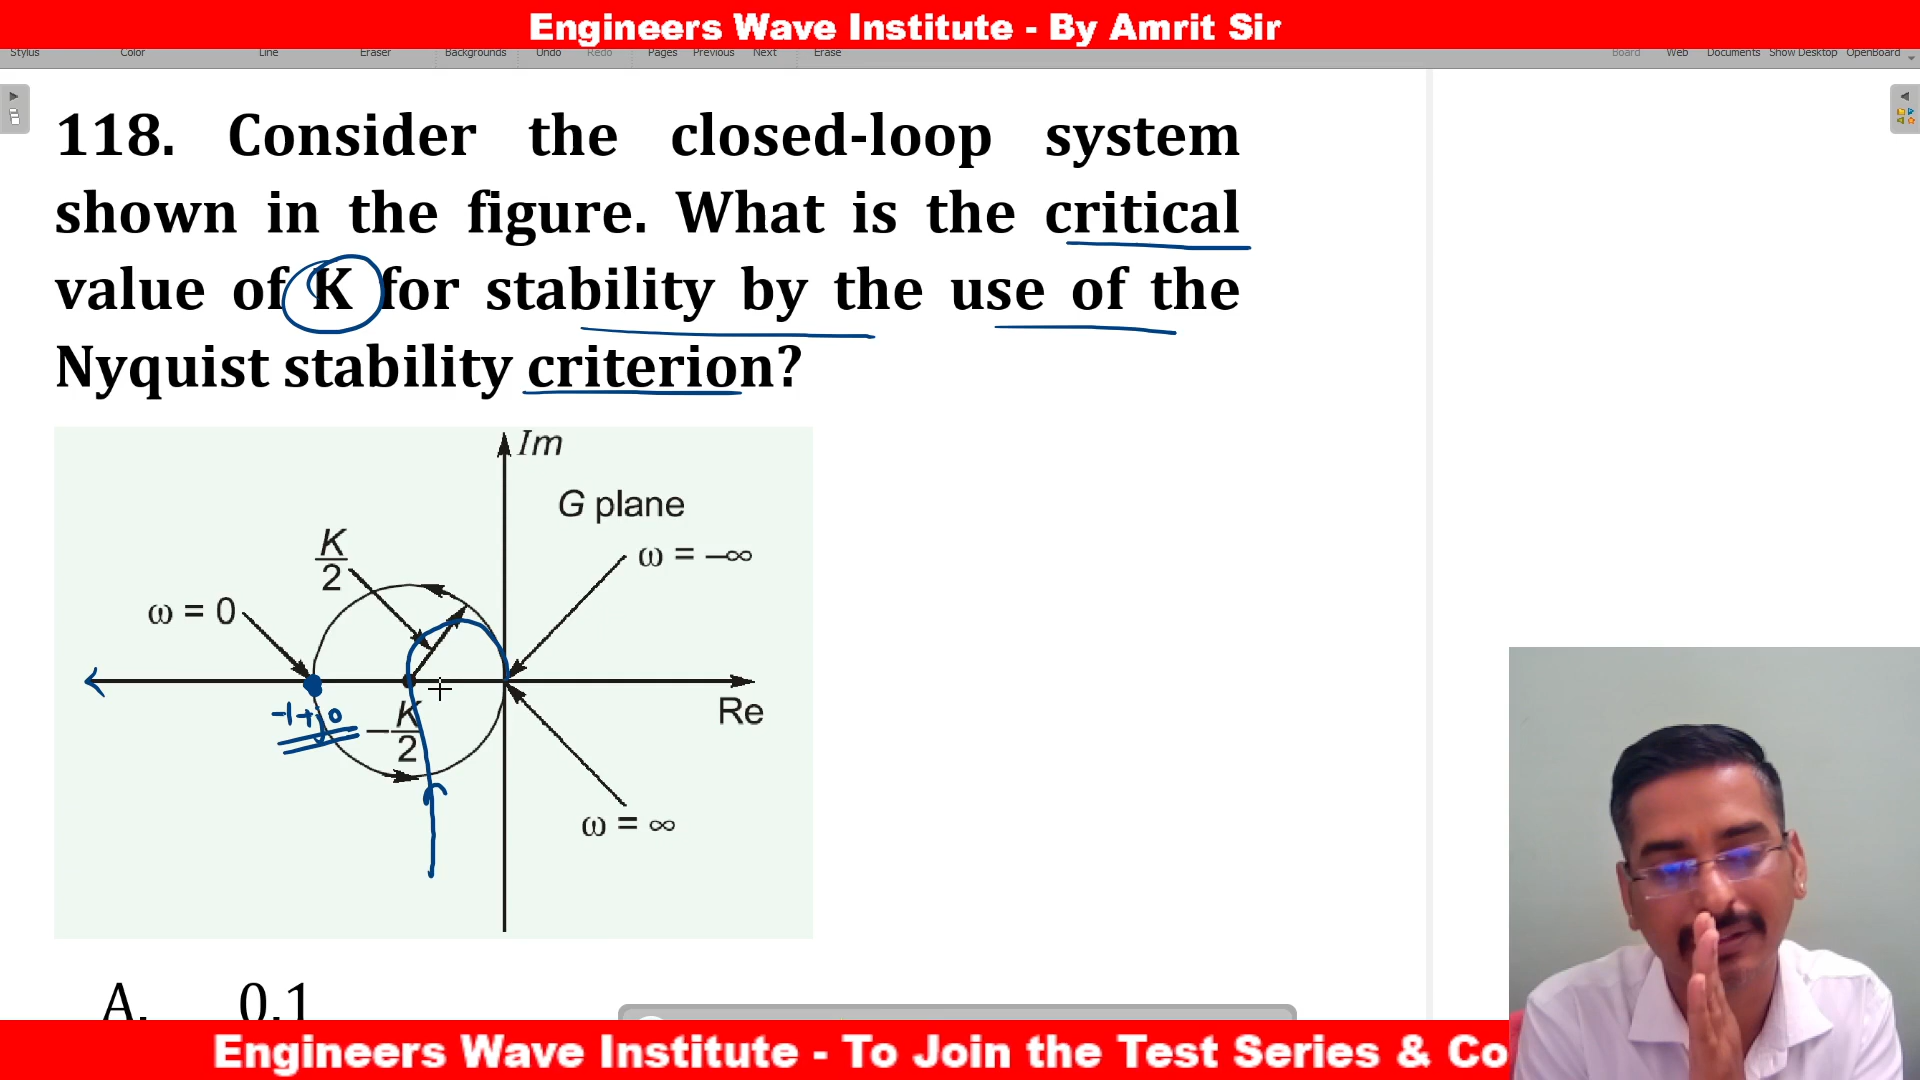 Engineers Wave Institute - By Amrit Sir
Stylus Color Line Eraser Backgrounds Undo Redo Pages Previous Next Erase Board Web Documents Show Desktop OpenBoard
118. Consider the closed-loop system
shown in the figure. What is the critical
value of K for stability by the use of the
Nyquist stability criterion?
Im
G plane
K
2
ω = –∞
ω = 0
-1+j0
–K
2
Re
ω = ∞
A. 0.1
Engineers Wave Institute - To Join the Test Series & Co